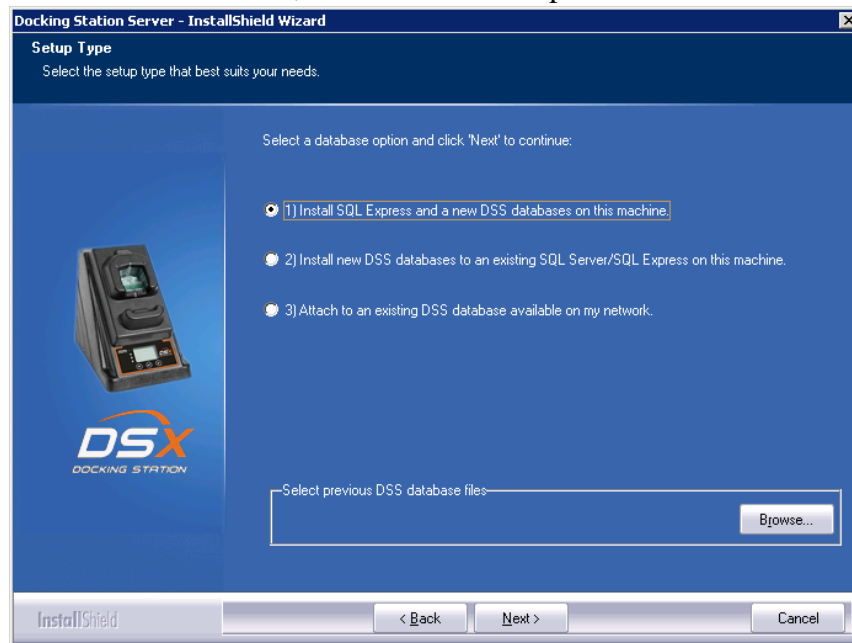 Docking Station Server - InstallShield Wizard
Setup Type
Select the setup type that best suits your needs.
Select a database option and click 'Next' to continue:
1) Install SQL Express and a new DSS databases on this machine.
2) Install new DSS databases to an existing SQL Server/SQL Express on this machine.
3) Attach to an existing DSS database available on my network.
DSX
DOCKING STATION
Select previous DSS database files
Browse...
InstallShield
< Back
Next >
Cancel